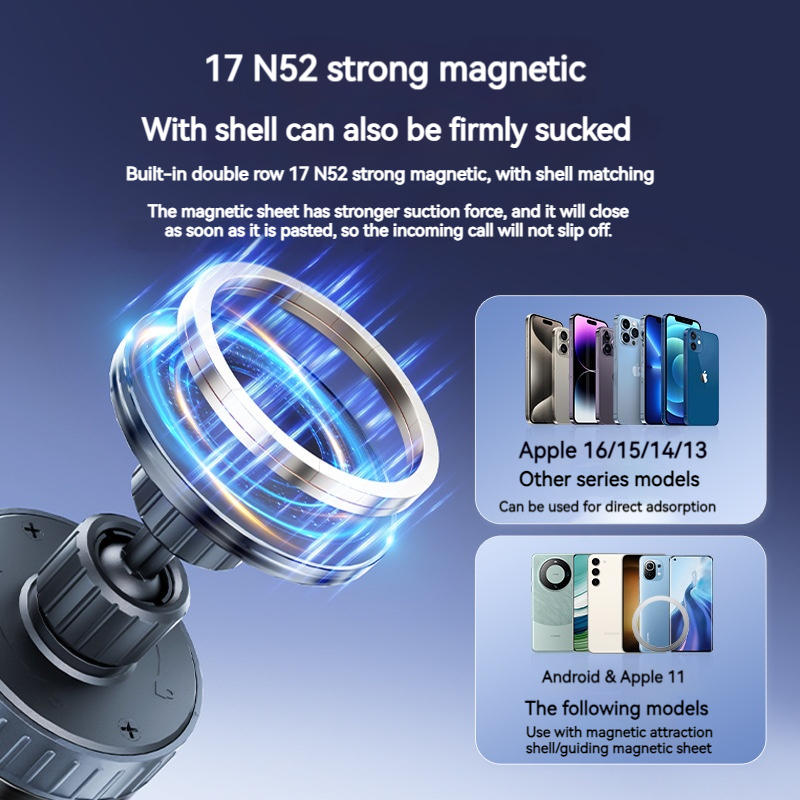 17 N52 strong magnetic
With shell can also be firmly sucked
Built-in double row 17 N52 strong magnetic, with shell matching
The magnetic sheet has stronger suction force, and it will close
as soon as it is pasted, so the incoming call will not slip off.
Apple 16/15/14/13
Other series models
Can be used for direct adsorption
Android & Apple 11
The following models
Use with magnetic attraction
shell/guiding magnetic sheet